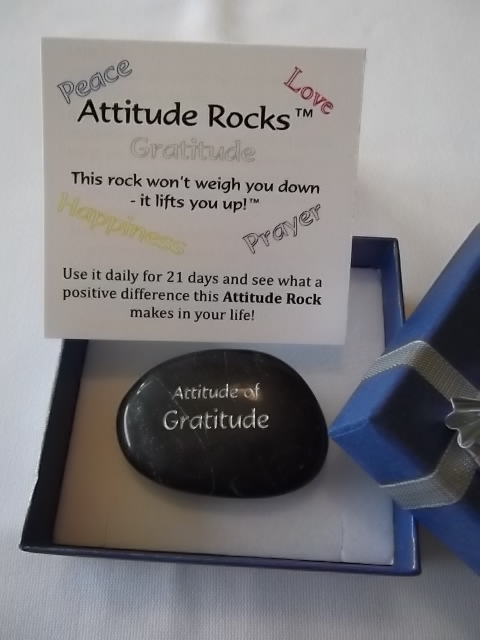 Peace
Love
Attitude Rocks™
Gratitude
This rock won't weigh you down
- it lifts you up!™
Happiness
Prayer
Use it daily for 21 days and see what a
positive difference this Attitude Rock
makes in your life!
Attitude of
Gratitude